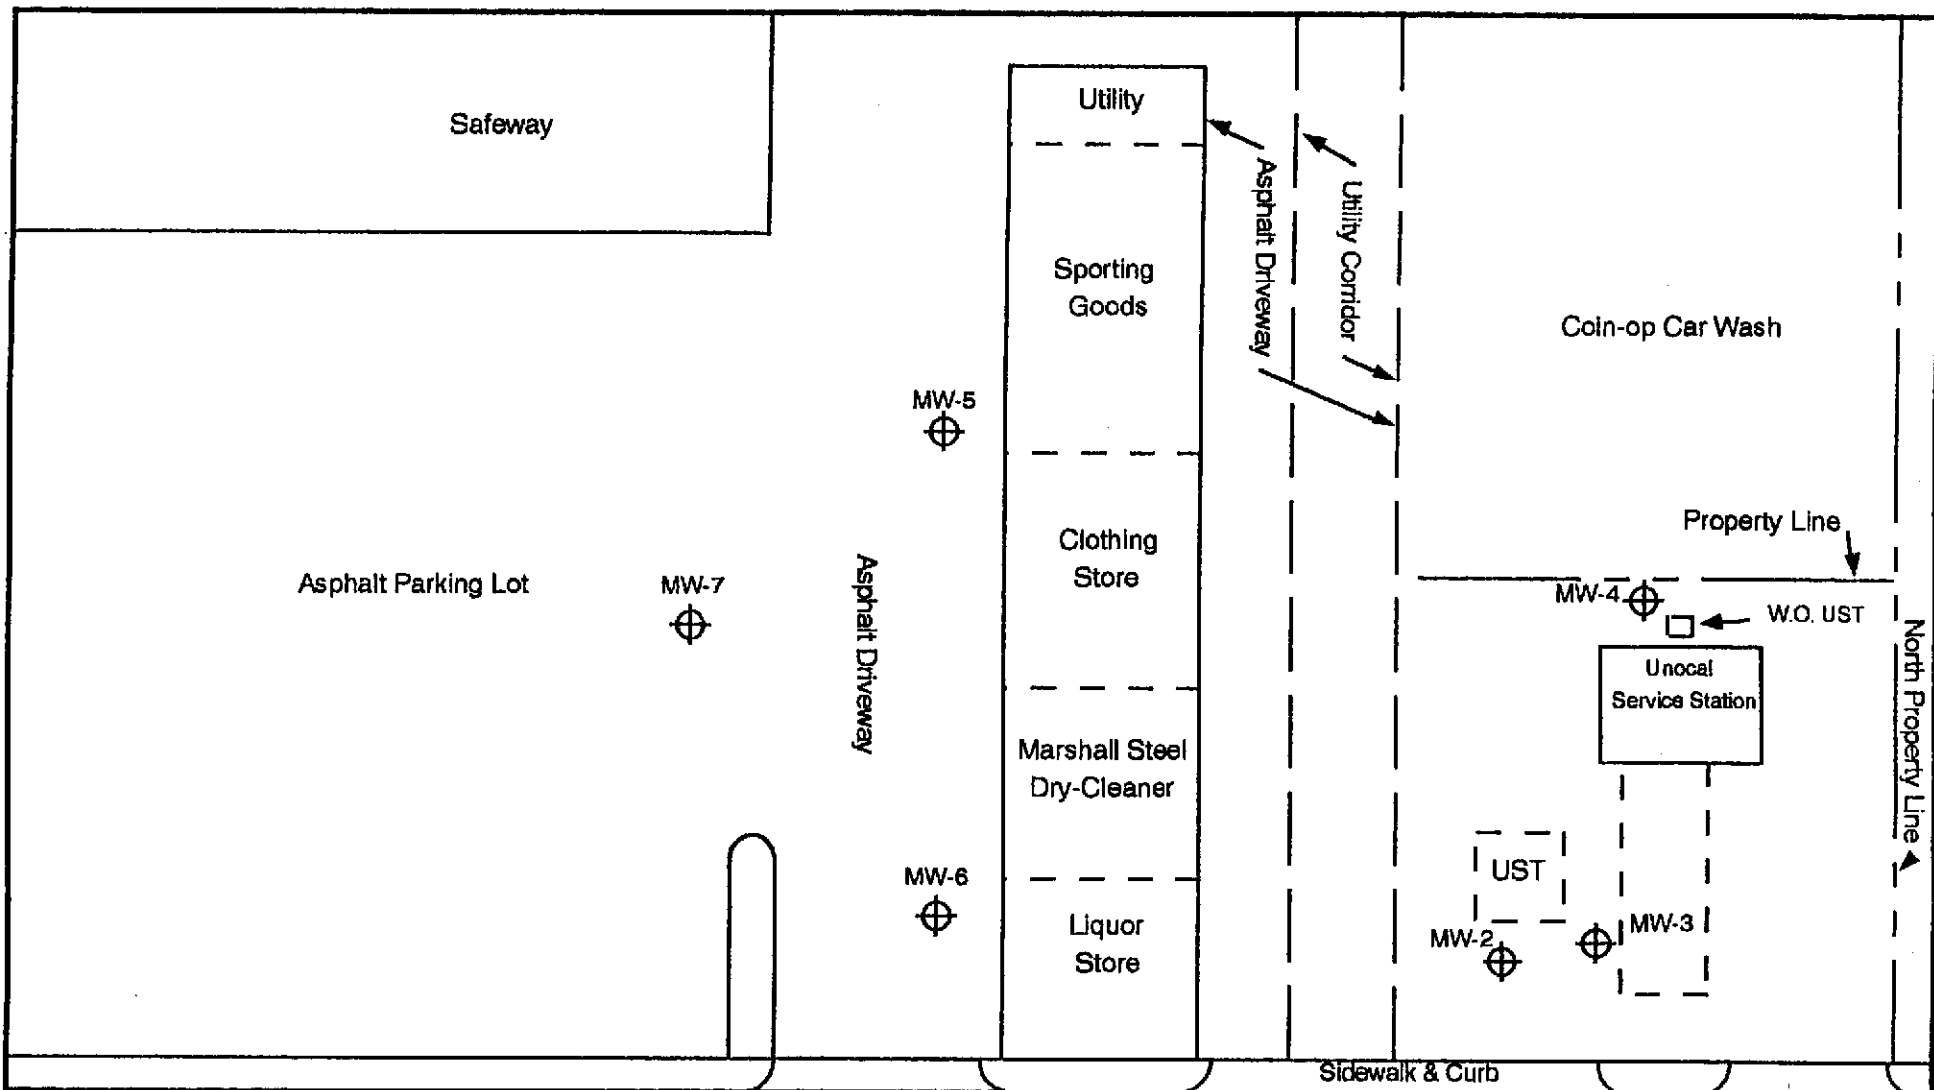 Safeway
Utility
Sporting
Goods
Asphalt Driveway
Utility Corridor
Coin-op Car Wash
MW-5
Property Line
Clothing
Store
Asphalt Parking Lot
MW-7
Asphalt Driveway
MW-4
W.O. UST
Unocal
Service Station
North Property Line
Marshall Steel
Dry-Cleaner
UST
MW-6
Liquor
Store
MW-2
MW-3
Sidewalk & Curb